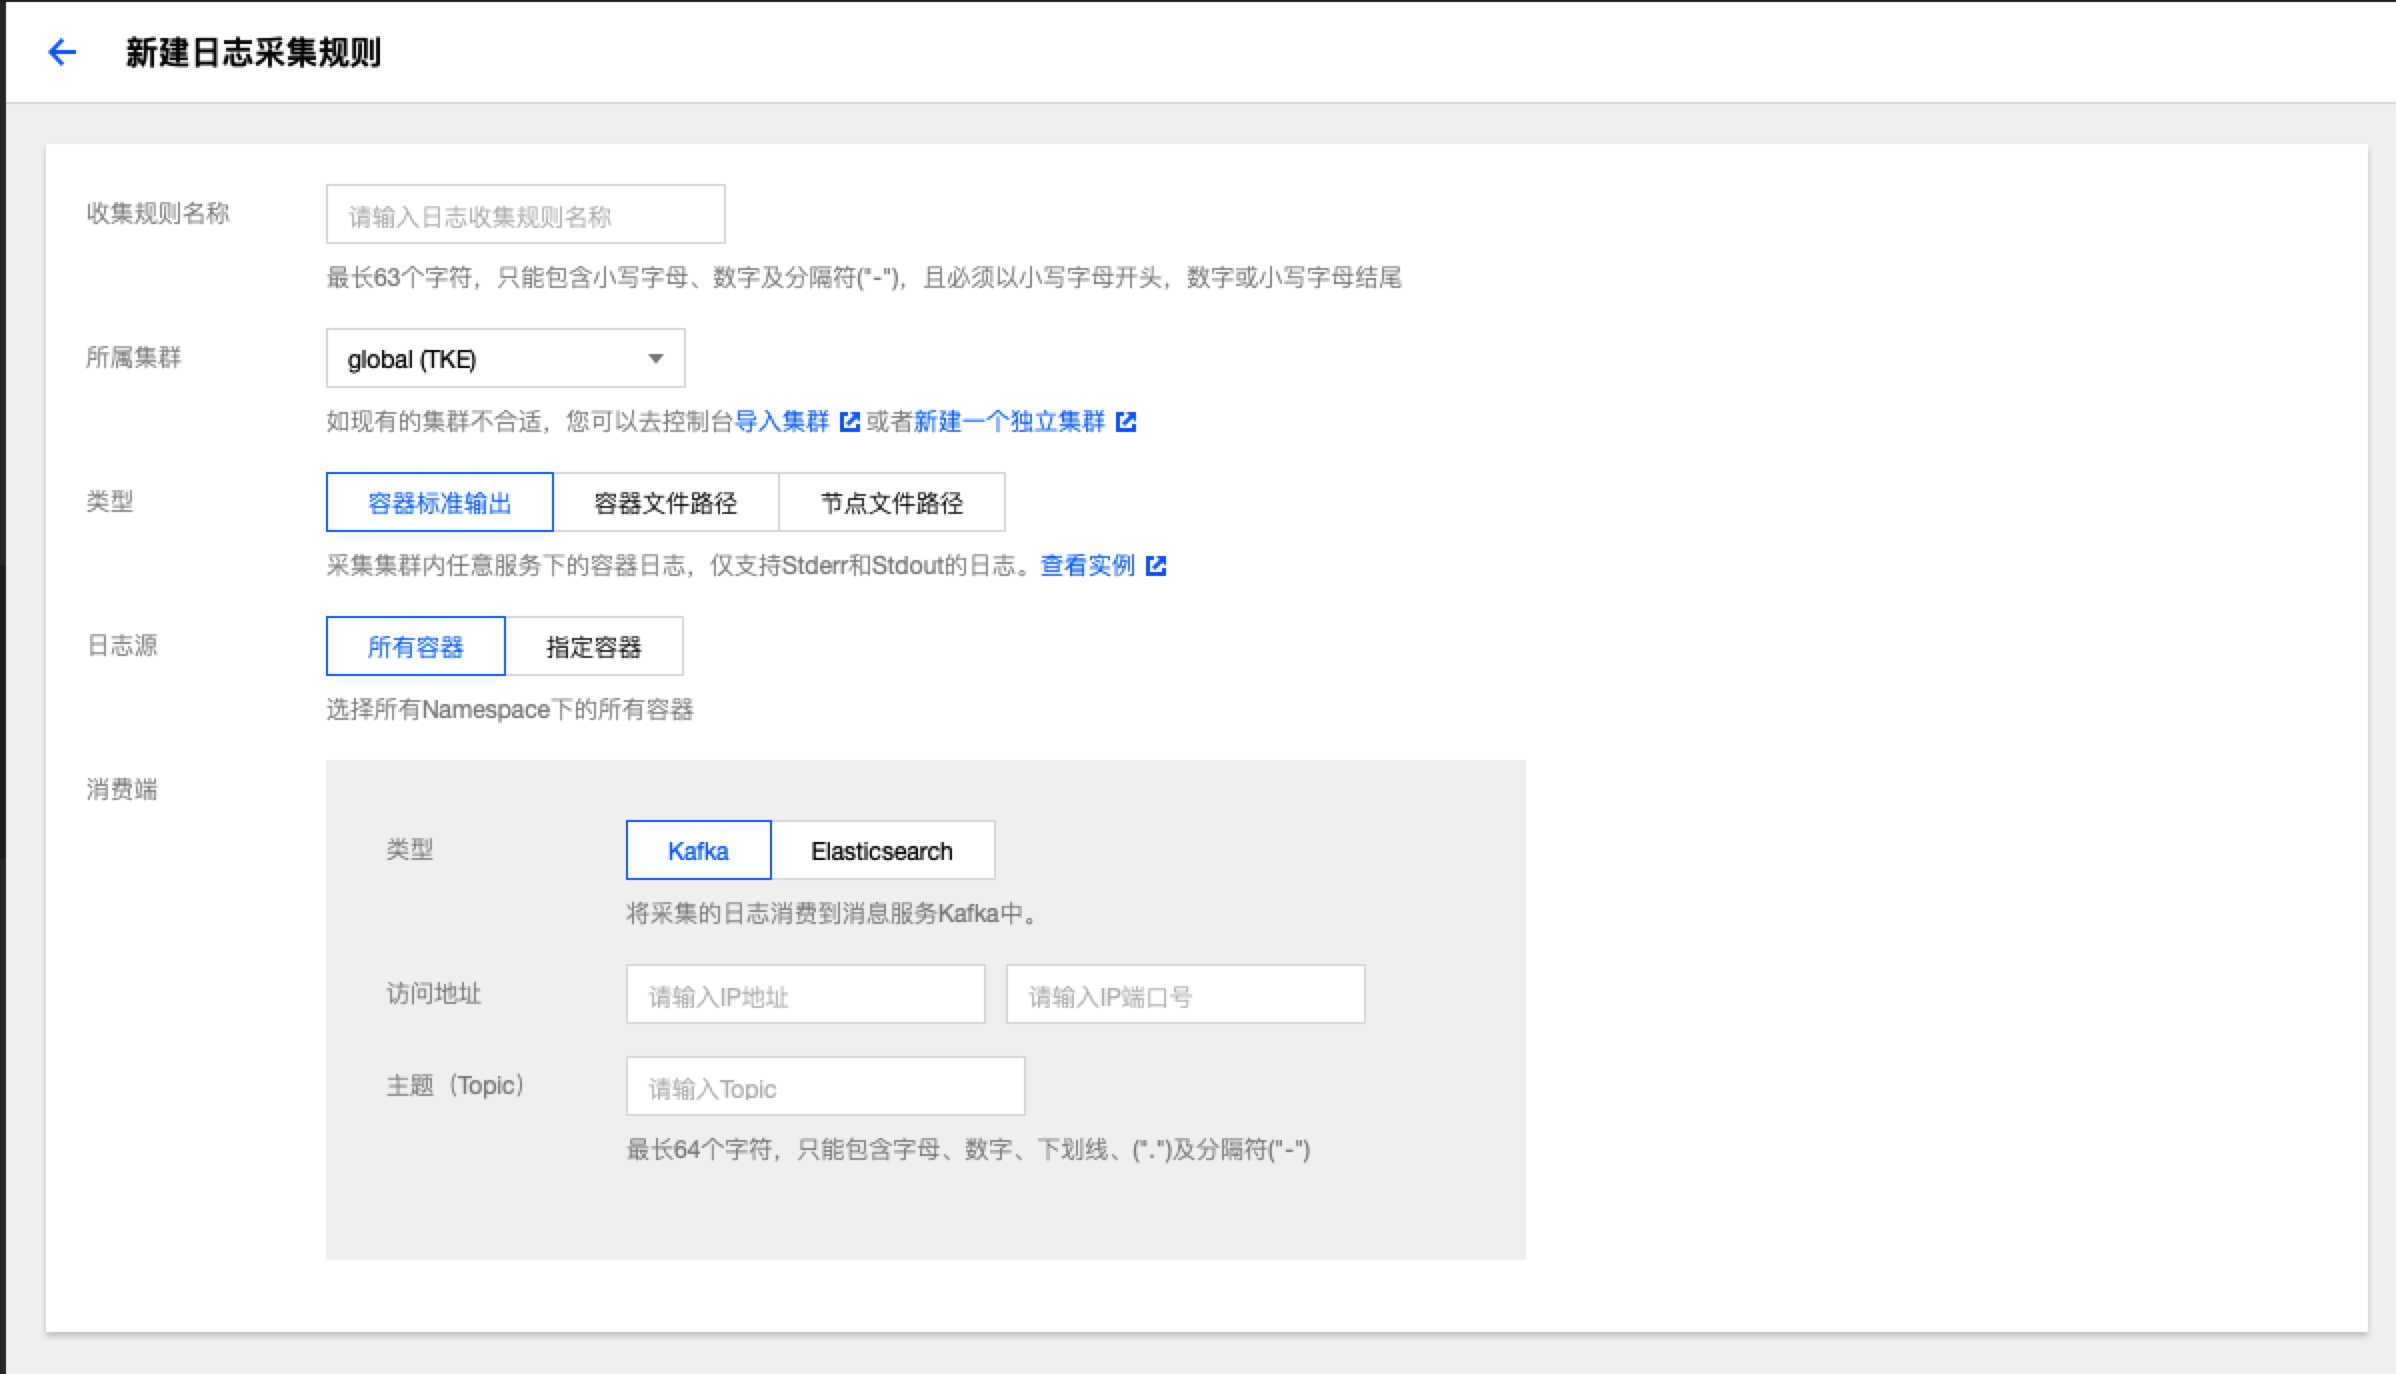 新建日志采集规则
收集规则名称
请输入日志收集规则名称
最长63个字符，只能包含小写字母、数字及分隔符("-")，且必须以小写字母开头，数字或小写字母结尾
所属集群
global (TKE)
如现有的集群不合适，您可以去控制台导入集群 或者新建一个独立集群
类型
容器标准输出 容器文件路径 节点文件路径
采集集群内任意服务下的容器日志，仅支持Stderr和Stdout的日志。查看实例
日志源
所有容器 指定容器
选择所有Namespace下的所有容器
消费端
类型
Kafka Elasticsearch
将采集的日志消费到消息服务Kafka中。
访问地址
请输入IP地址 请输入IP端口号
主题（Topic）
请输入Topic
最长64个字符，只能包含字母、数字、下划线、(".")及分隔符("-")